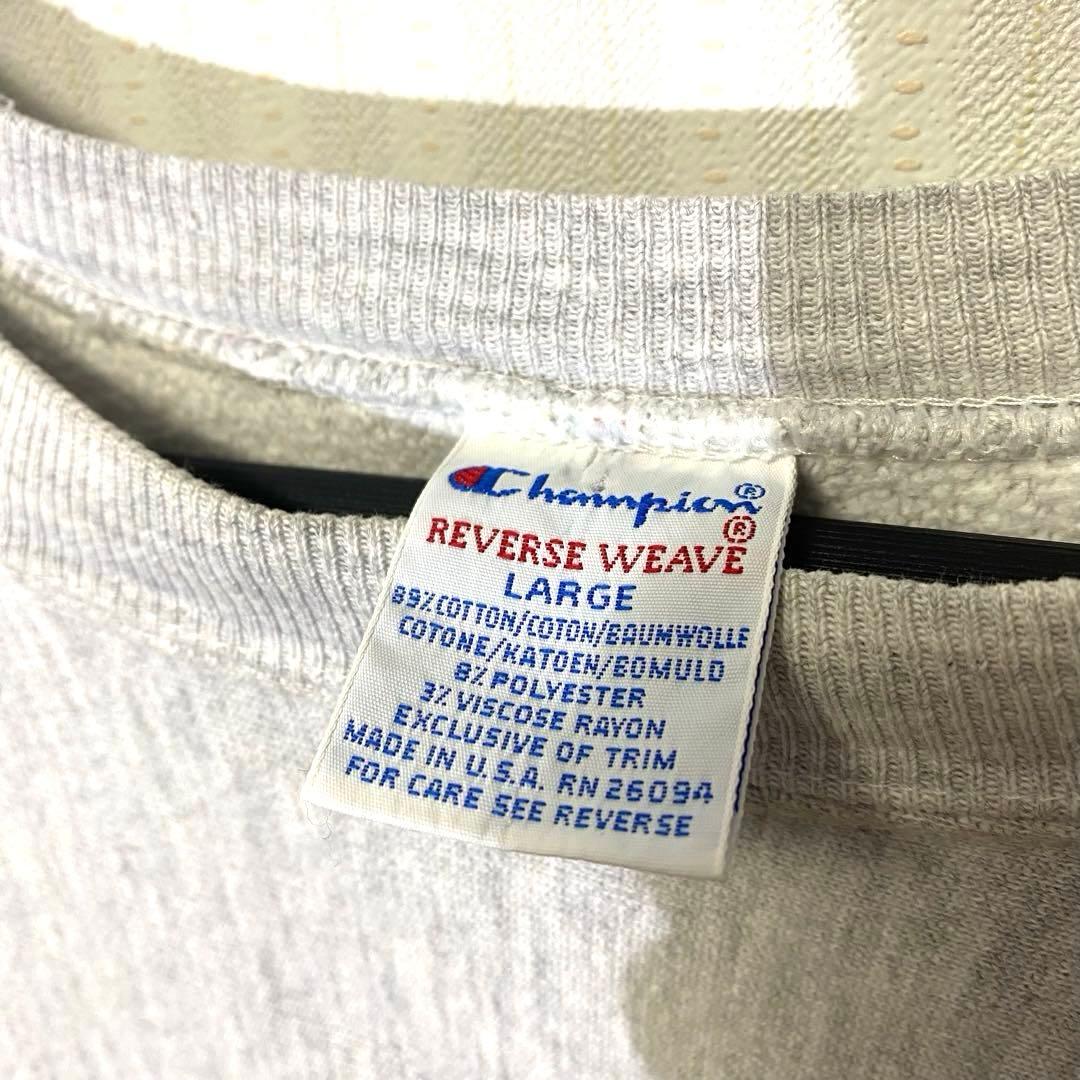 Champion®
REVERSE WEAVE®
LARGE
89% COTTON/COTON/BAUMWOLLE
COTONE/KATOEN/BOMULD
8% POLYESTER
3% VISCOSE RAYON
EXCLUSIVE OF TRIM
MADE IN U.S.A. RN 26094
FOR CARE SEE REVERSE